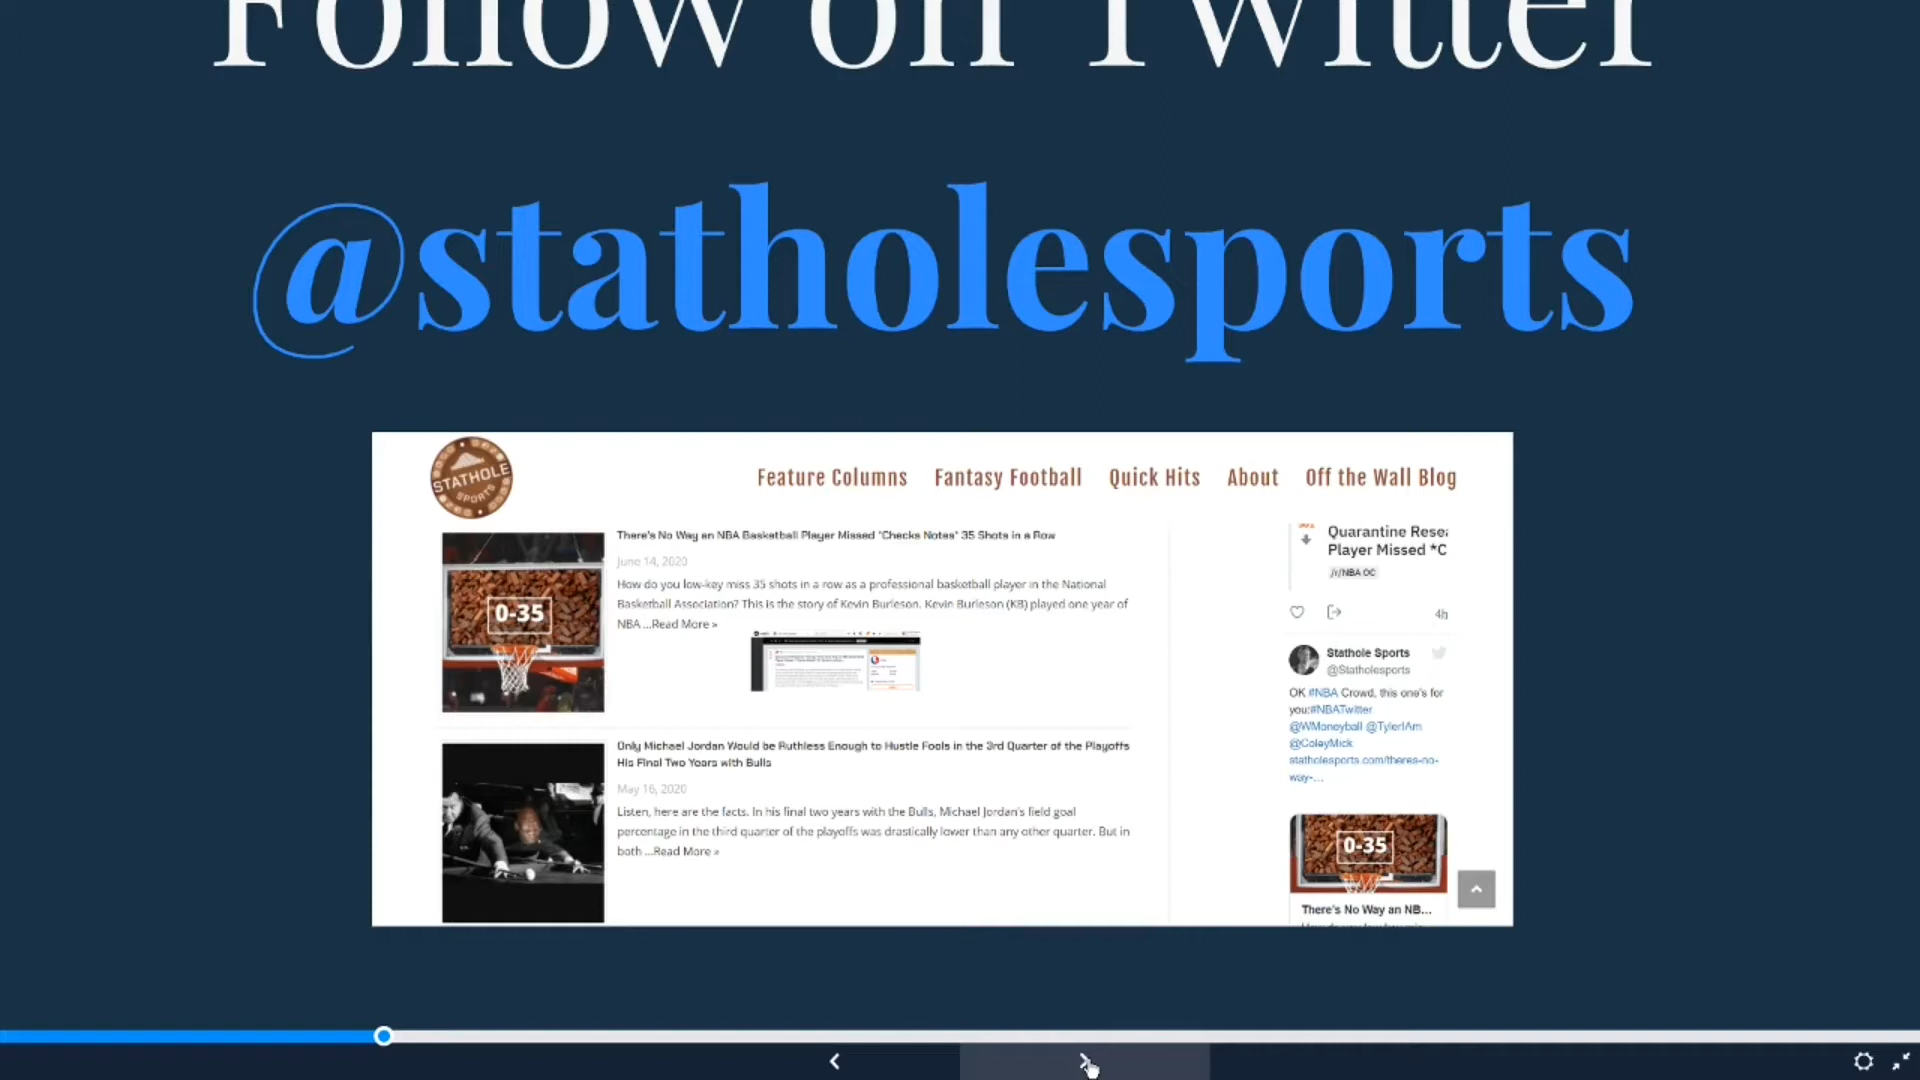 Follow on Twitter
@statholesports
STATHOLE
SPORTS
Feature Columns
Fantasy Football
Quick Hits
About
Off the Wall Blog
0-35
There's No Way an NBA Basketball Player Missed *Checks Notes* 35 Shots in a Row
June 14, 2020
How do you low-key miss 35 shots in a row as a professional basketball player in the National
Basketball Association? This is the story of Kevin Burleson. Kevin Burleson (KB) played one year of
NBA ...Read More »
Only Michael Jordan Would be Ruthless Enough to Hustle Fools in the 3rd Quarter of the Playoffs
His Final Two Years with Bulls
May 16, 2020
Listen, here are the facts. In his final two years with the Bulls, Michael Jordan's field goal
percentage in the third quarter of the playoffs was drastically lower than any other quarter. But in
both ...Read More »
Quarantine Resea
Player Missed *C
/r/NBA OC
4h
Stathole Sports
@Statholesports
OK #NBA Crowd, this one's for
you:#NBATwitter
@WMoneyball @TylerIAm
@ColeyMick
statholesports.com/theres-no-
way-...
0-35
There's No Way an NB...